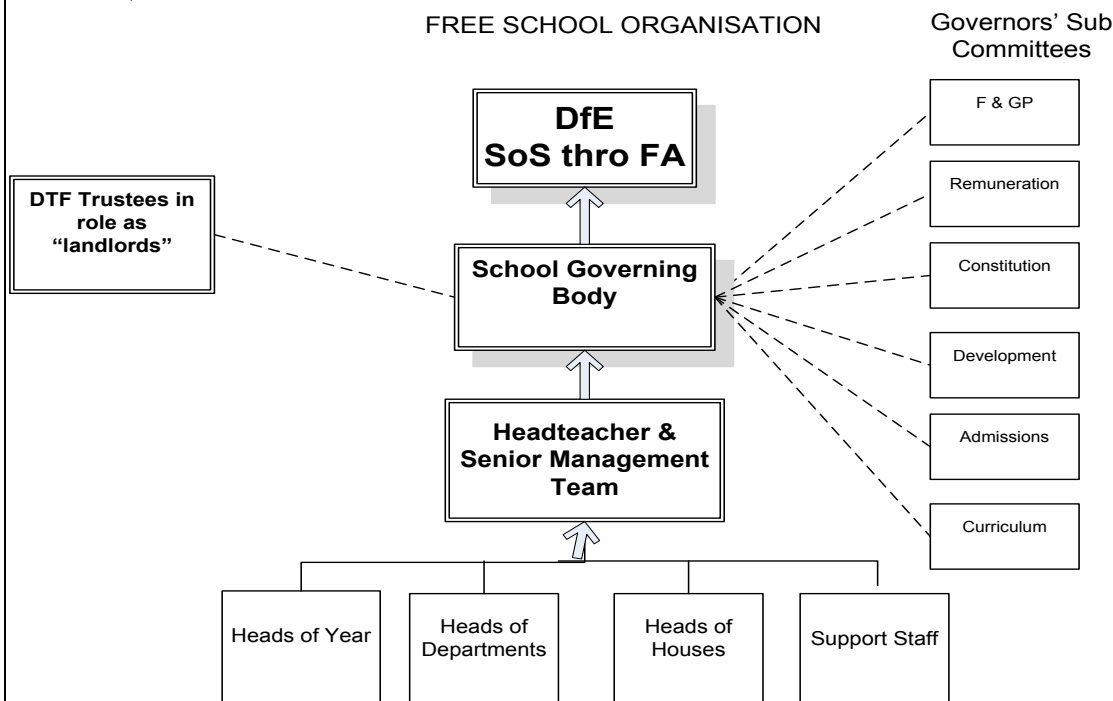 FREE SCHOOL ORGANISATION
Governors' Sub
Committees
DfE
SoS thro FA
F & GP
DTF Trustees in
role as
“landlords”
Remuneration
School Governing
Body
Constitution
Development
Headteacher &
Senior Management
Team
Admissions
Curriculum
Heads of Year
Heads of
Departments
Heads of
Houses
Support Staff